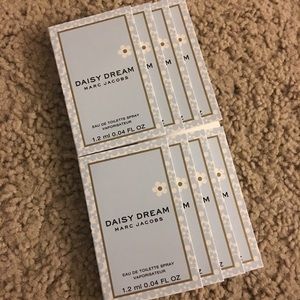 DAISY DREAM
MARC JACOBS
EAU DE TOILETTE SPRAY
VAPORISATEUR
1.2 ml 0.04 FL OZ
M
M
M
M
DAISY DREAM
MARC JACOBS
EAU DE TOILETTE SPRAY
VAPORISATEUR
1.2 ml 0.04 FL OZ
M
M
M
M